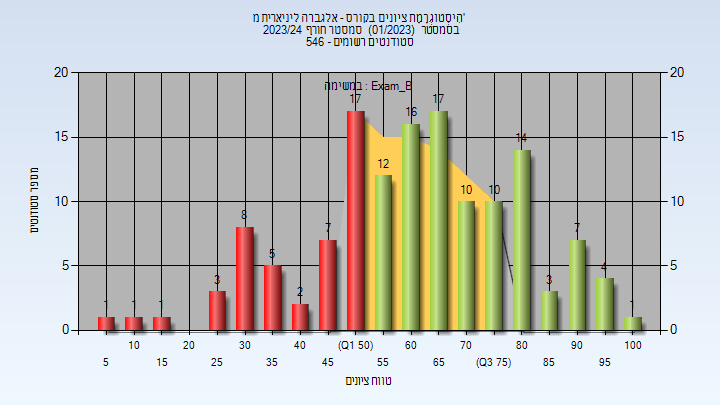 הִיסְטוֹגְרָמַת ציונים בקורס - אלגברה ליניארית מ'
בסמסטר (01/2023) סמסטר חורף 2023/24
סטודנטים רשומים - 546
במשימה : Exam_B
20 20
15 15
10 10
5 5
0 0
מספר סטודנטים
1 1 1 3 8 5 2 7 17 12 16 17 10 10 14 3 7 4 1
10 20 30 40 (Q1 50) 60 70 80 90 100
5 15 25 35 45 55 65 (Q3 75) 85 95
טווח ציונים